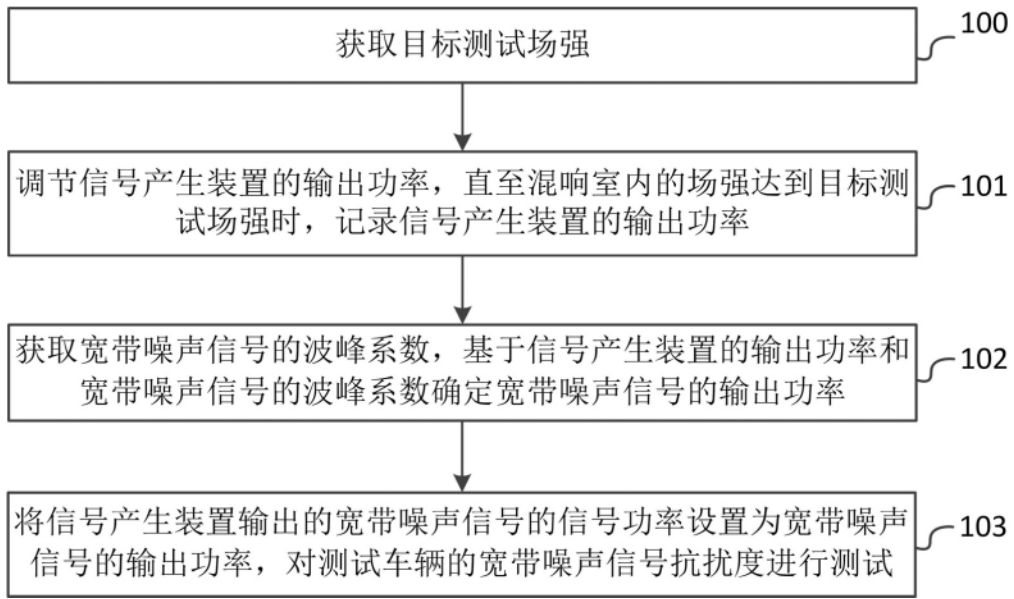 获取目标测试场强
100
调节信号产生装置的输出功率，直至混响室内的场强达到目标测
试场强时，记录信号产生装置的输出功率
101
获取宽带噪声信号的波峰系数，基于信号产生装置的输出功率和
宽带噪声信号的波峰系数确定宽带噪声信号的输出功率
102
将信号产生装置输出的宽带噪声信号的信号功率设置为宽带噪声
信号的输出功率，对测试车辆的宽带噪声信号抗扰度进行测试
103